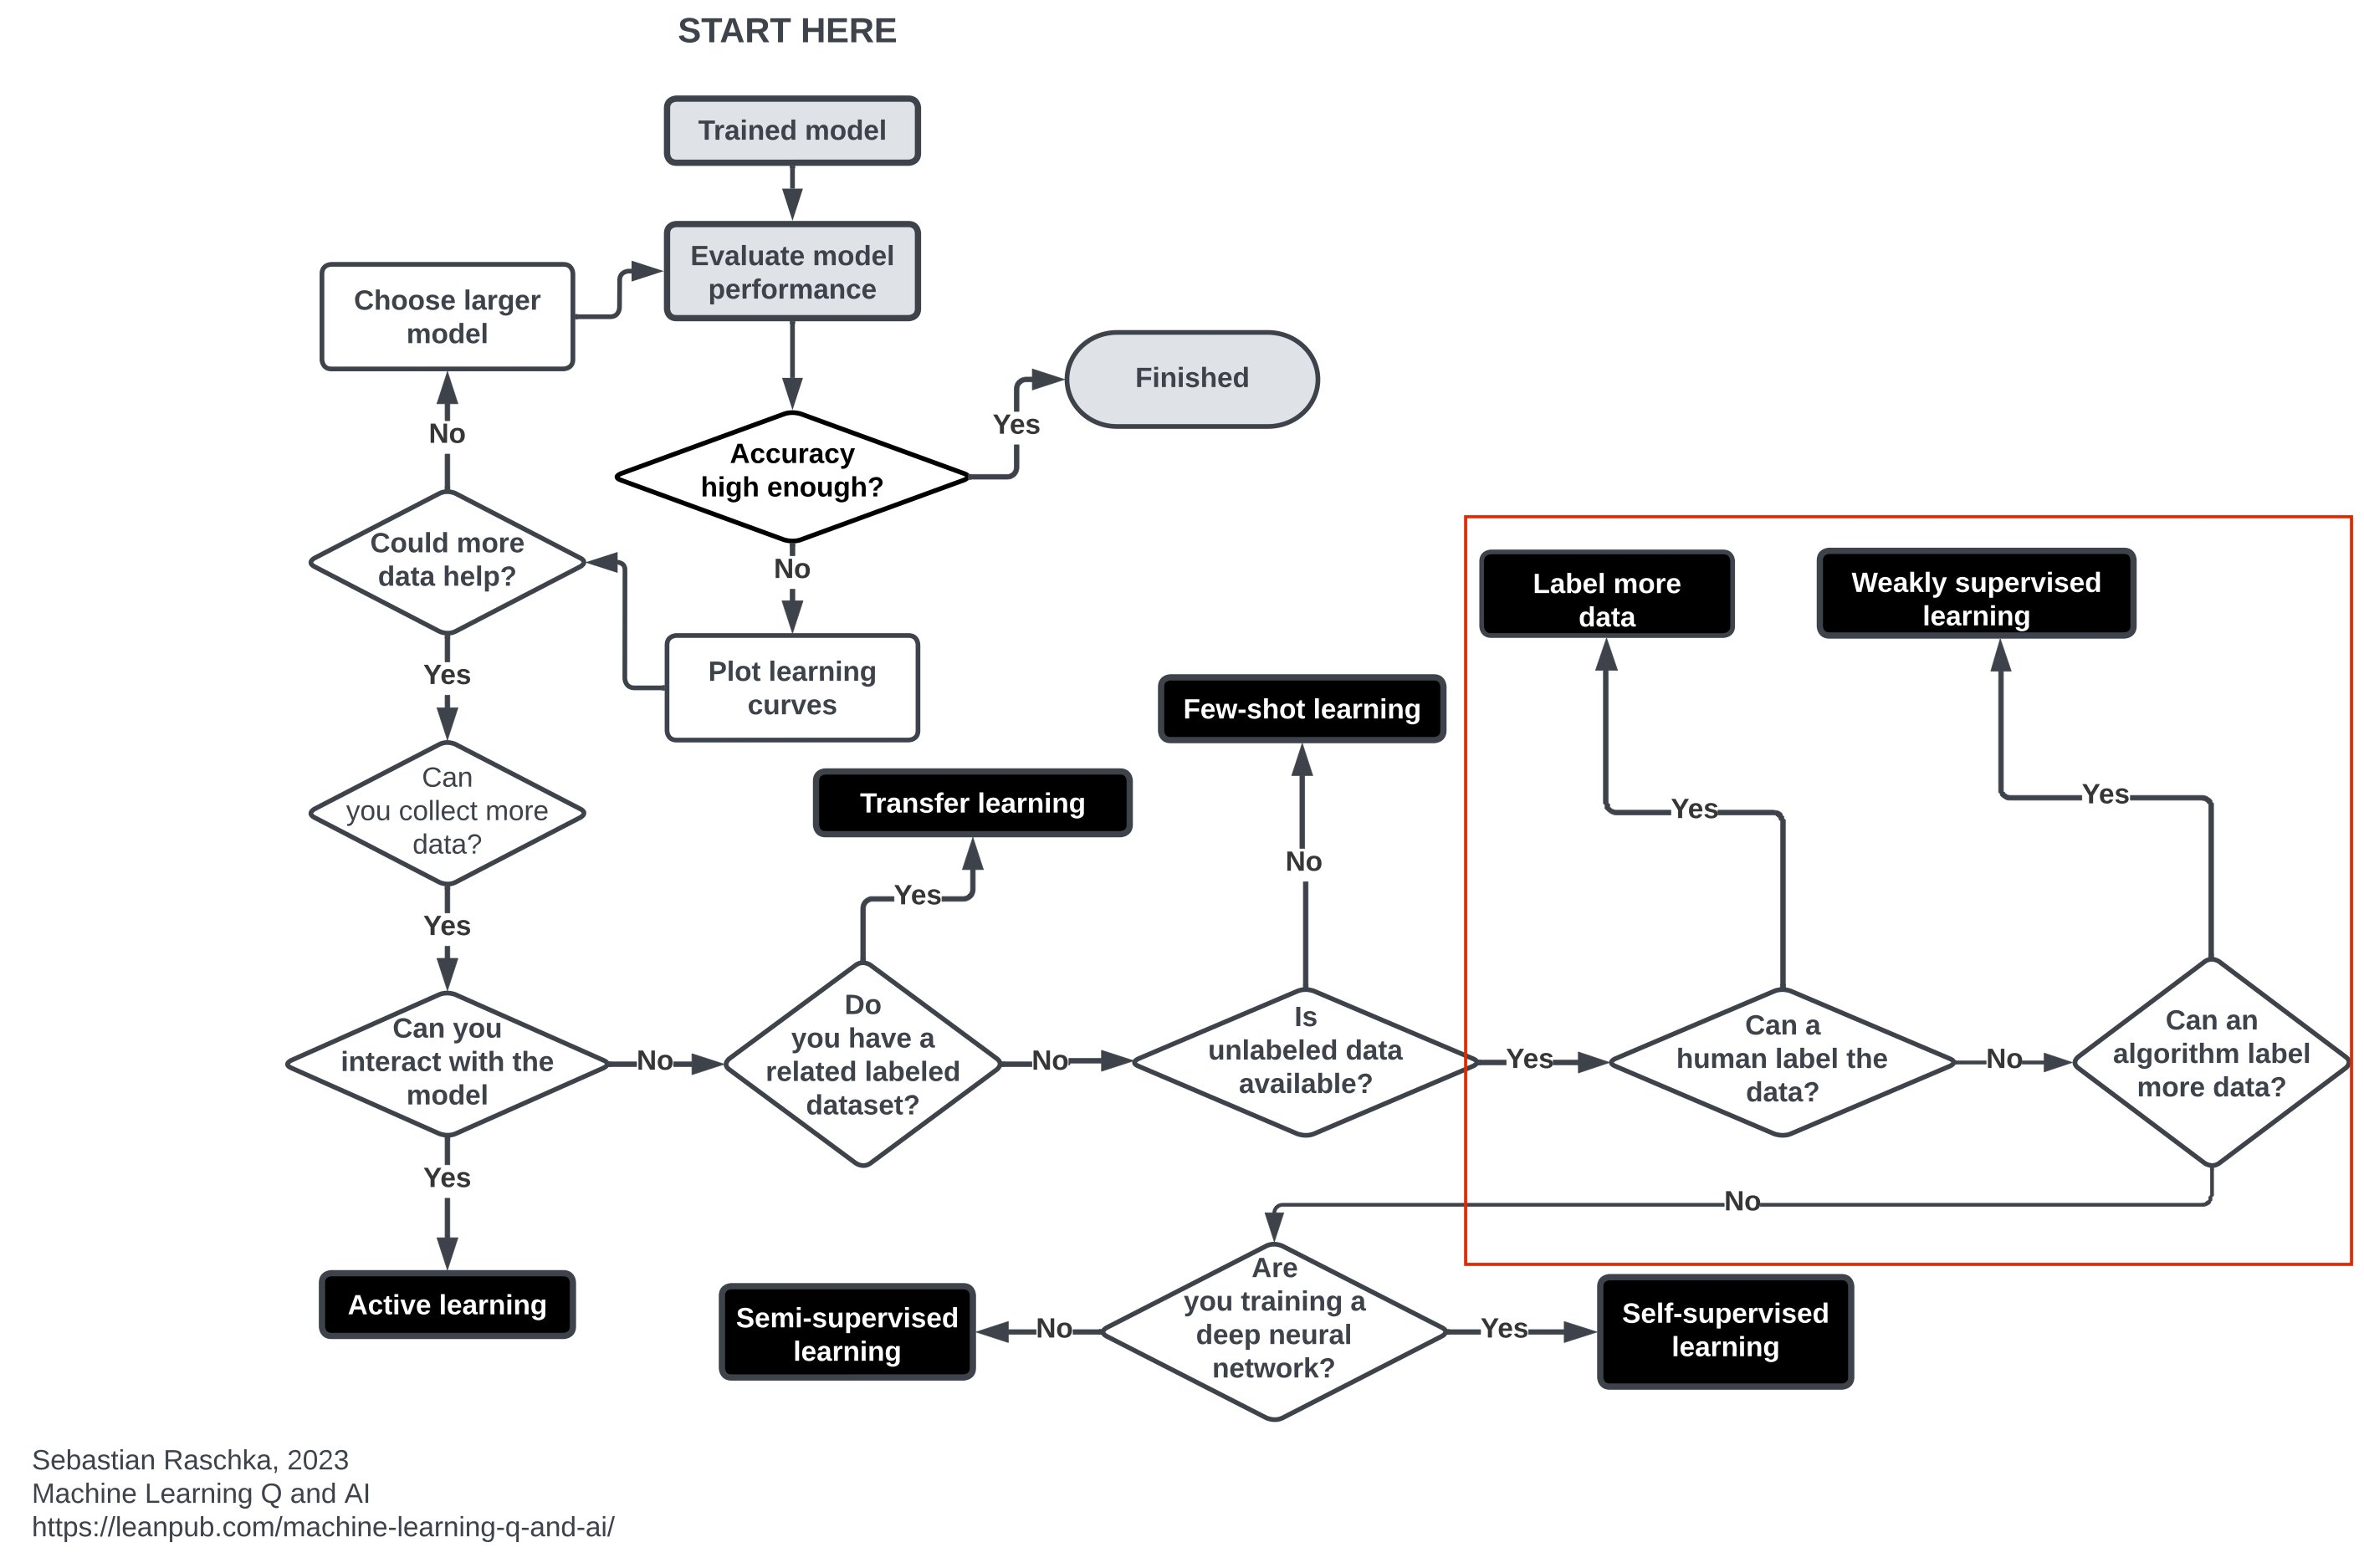 START HERE
Trained model
Evaluate model
performance
Choose larger
model
Finished
Yes
No
Accuracy
high enough?
Could more
data help?
No
Label more
data
Weakly supervised
learning
Yes
Plot learning
curves
Few-shot learning
Can
you collect more
data?
Transfer learning
Yes
Yes
No
Yes
Yes
Do
you have a
related labeled
dataset?
Is
unlabeled data
available?
Can a
human label the
data?
Can an
algorithm label
more data?
Can you
interact with the
model
No
No
Yes
No
Yes
No
Active learning
Semi-supervised
learning
No
Are
you training a
deep neural
network?
Yes
Self-supervised
learning
Sebastian Raschka, 2023
Machine Learning Q and AI
https://leanpub.com/machine-learning-q-and-ai/